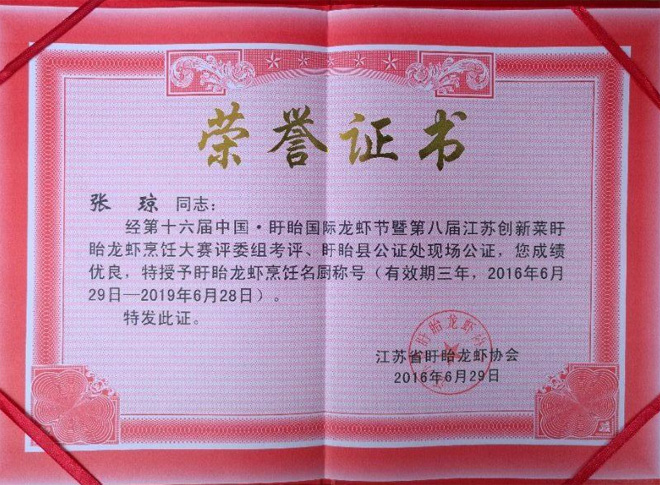 荣誉证书
张 琼 同志：
经第十六届中国·盱眙国际龙虾节暨第八届江苏创新菜盱
眙龙虾烹饪大赛评委组考评、盱眙县公证处现场公证，您成绩
优良，特授予盱眙龙虾烹饪名厨称号（有效期三年，2016年6月
29日—2019年6月28日）。
特发此证。
江苏省盱眙龙虾协会
2016年6月29日